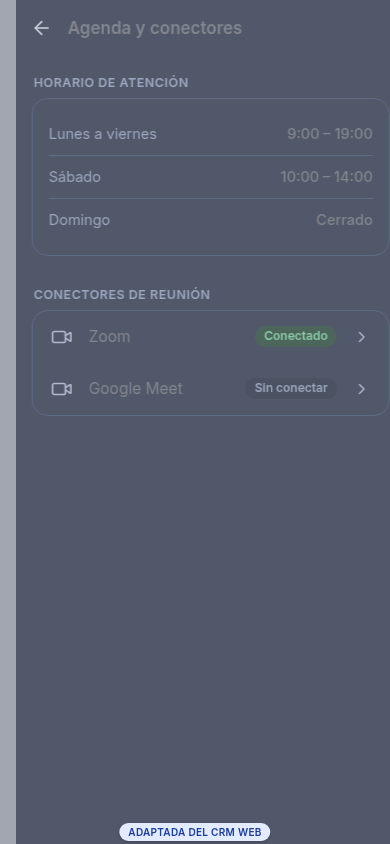 Agenda y conectores
HORARIO DE ATENCIÓN
Lunes a viernes 9:00 – 19:00
Sábado 10:00 – 14:00
Domingo Cerrado
CONECTORES DE REUNIÓN
Zoom Conectado
Google Meet Sin conectar
ADAPTADA DEL CRM WEB